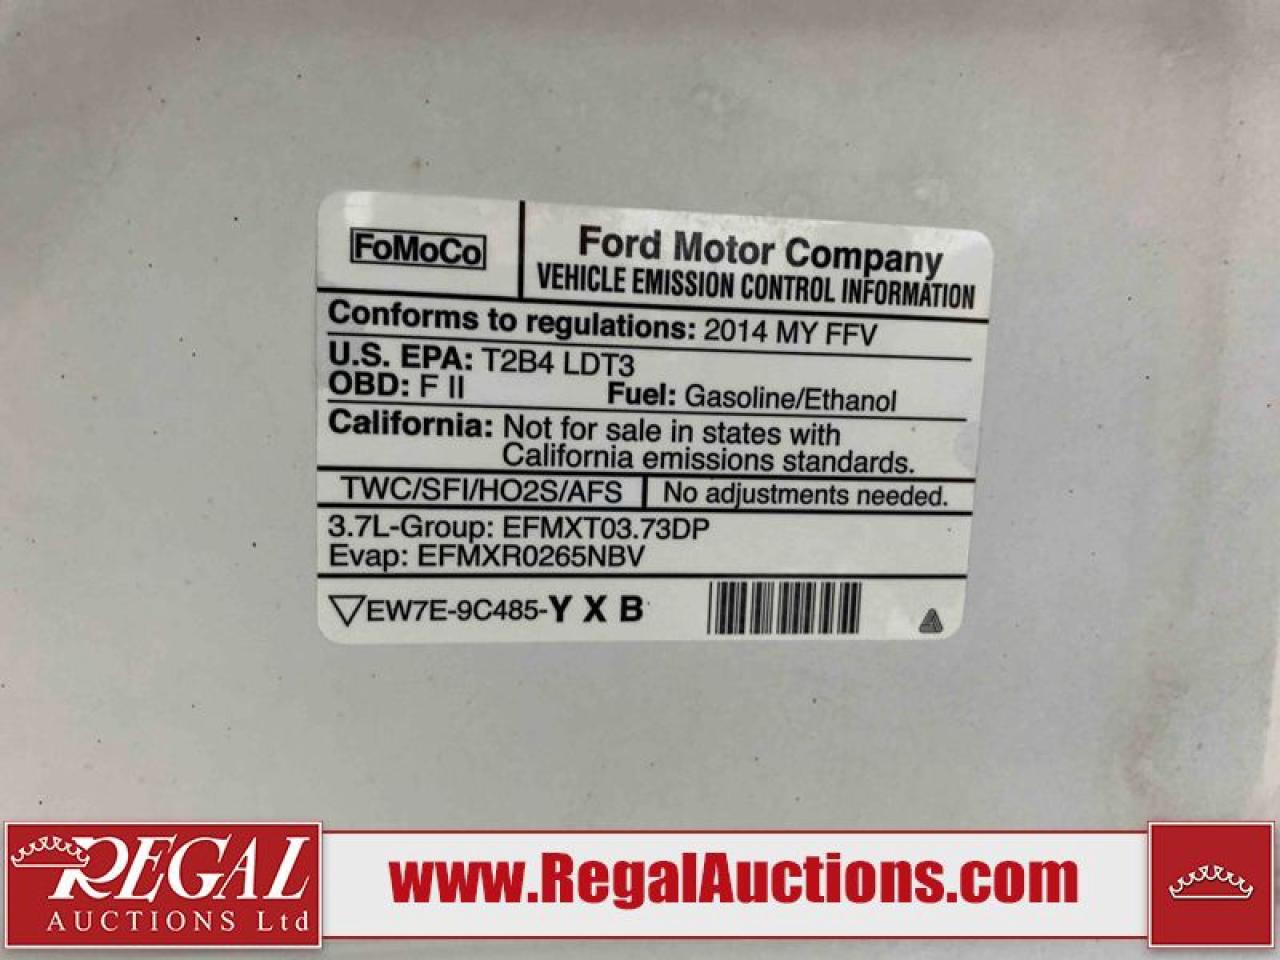 FoMoCo
Ford Motor Company
VEHICLE EMISSION CONTROL INFORMATION
Conforms to regulations: 2014 MY FFV
U.S. EPA: T2B4 LDT3
OBD: F II Fuel: Gasoline/Ethanol
California: Not for sale in states with
California emissions standards.
TWC/SFI/HO2S/AFS No adjustments needed.
3.7L-Group: EFMXT03.73DP
Evap: EFMXR0265NBV
EW7E-9C485-Y X B
REGAL
AUCTIONS Ltd
www.RegalAuctions.com